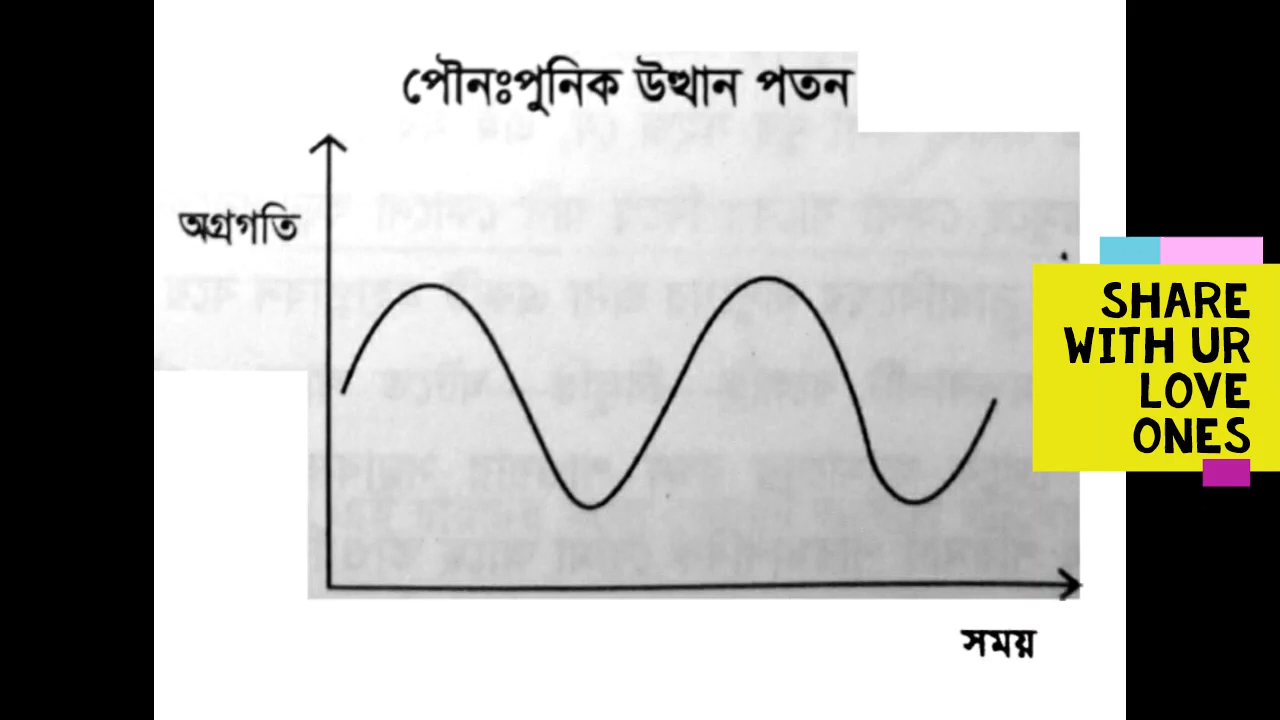 পৌনঃপুনিক উত্থান পতন
অগ্রগতি
SHARE
WITH UR
LOVE
ONES
সময়